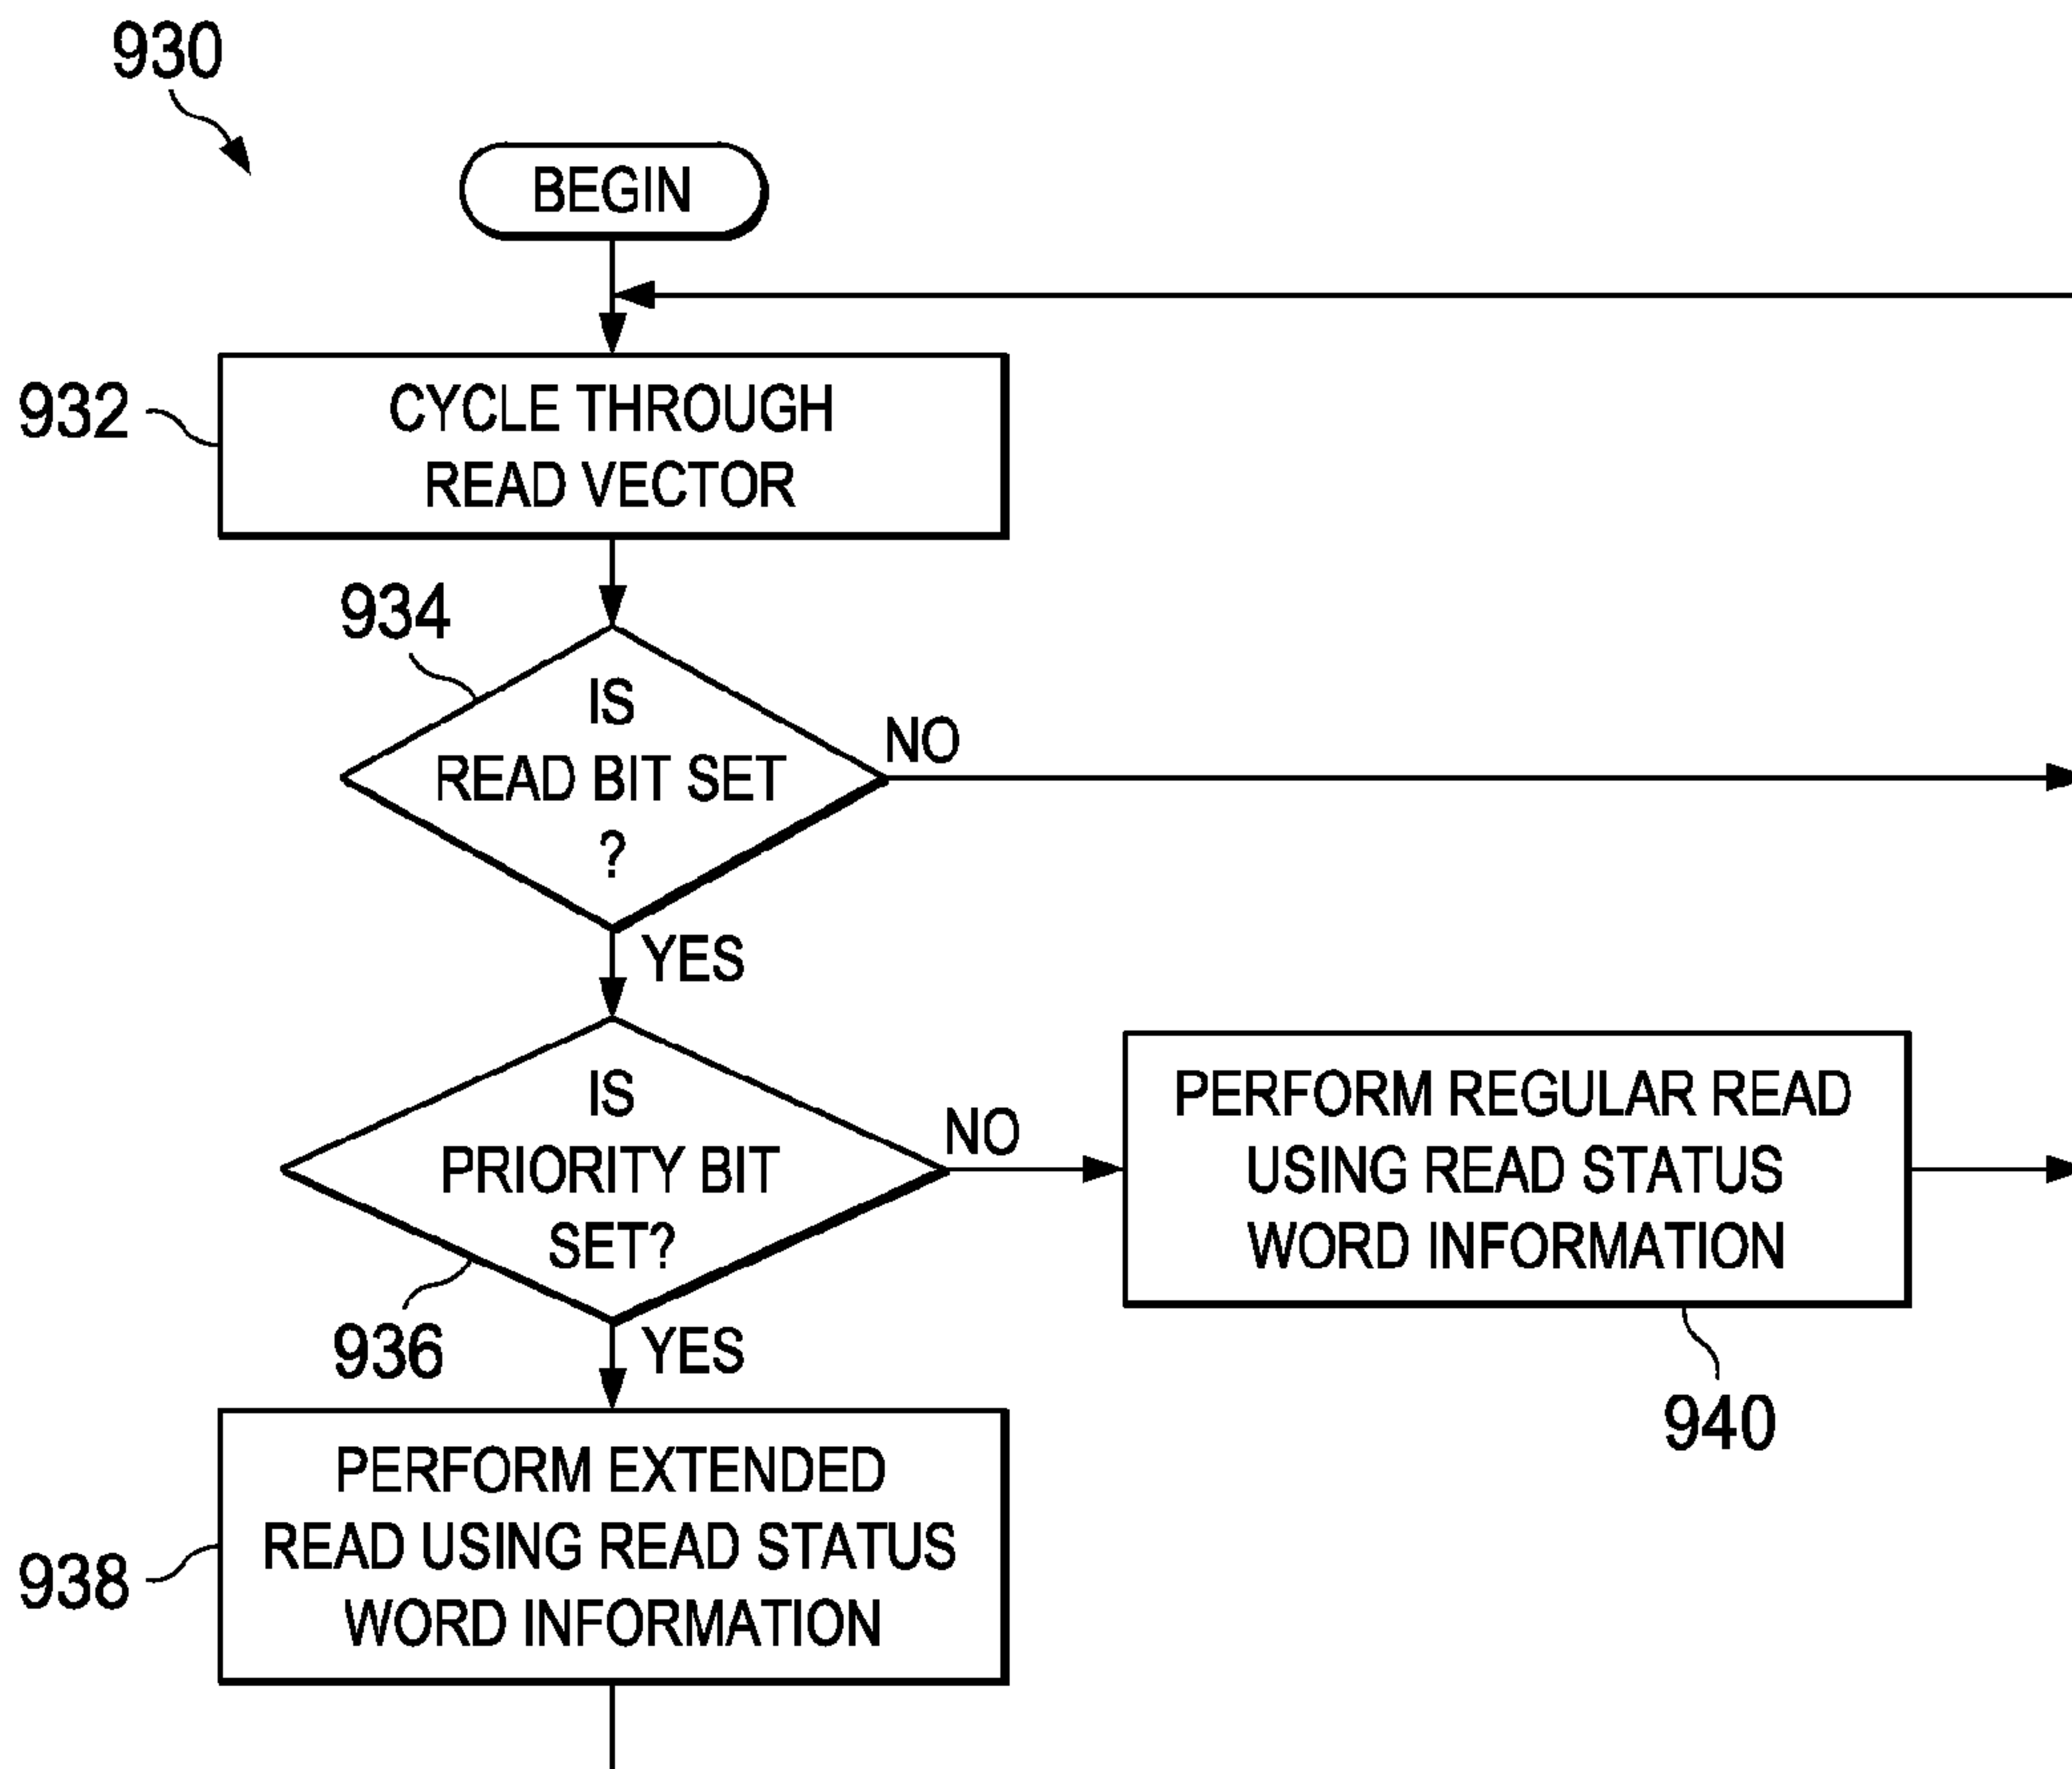 930
BEGIN
932
CYCLE THROUGH
READ VECTOR
934
IS
READ BIT SET
?
NO
YES
IS
PRIORITY BIT
SET?
NO
936
YES
PERFORM REGULAR READ
USING READ STATUS
WORD INFORMATION
940
PERFORM EXTENDED
READ USING READ STATUS
WORD INFORMATION
938